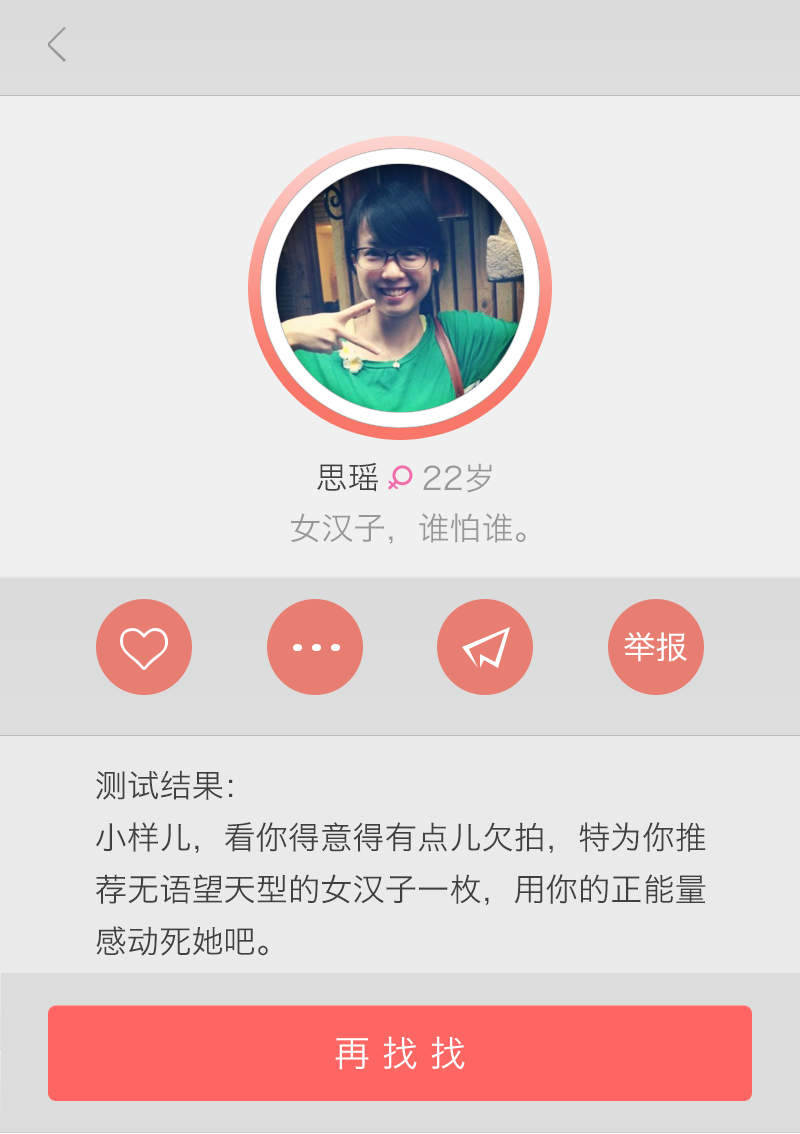 思瑶 22岁
女汉子，谁怕谁。
举报
测试结果：
小样儿，看你得意得有点儿欠拍，特为你推
荐无语望天型的女汉子一枚，用你的正能量
感动死她吧。
再找找